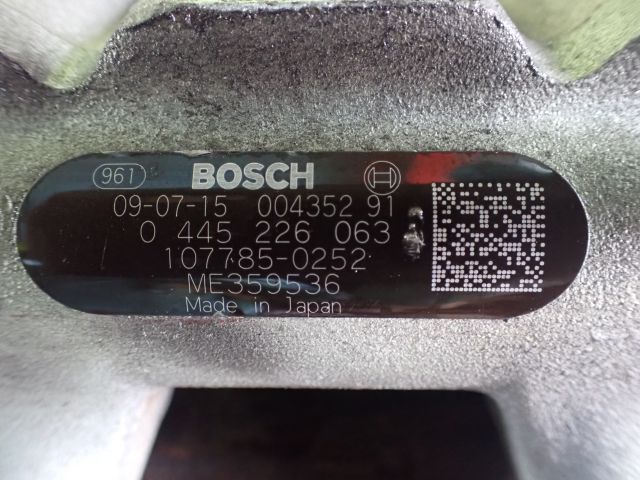 961 BOSCH
09-07-15 004352 91
0 445 226 063
107785-0252
ME359536
Made in Japan